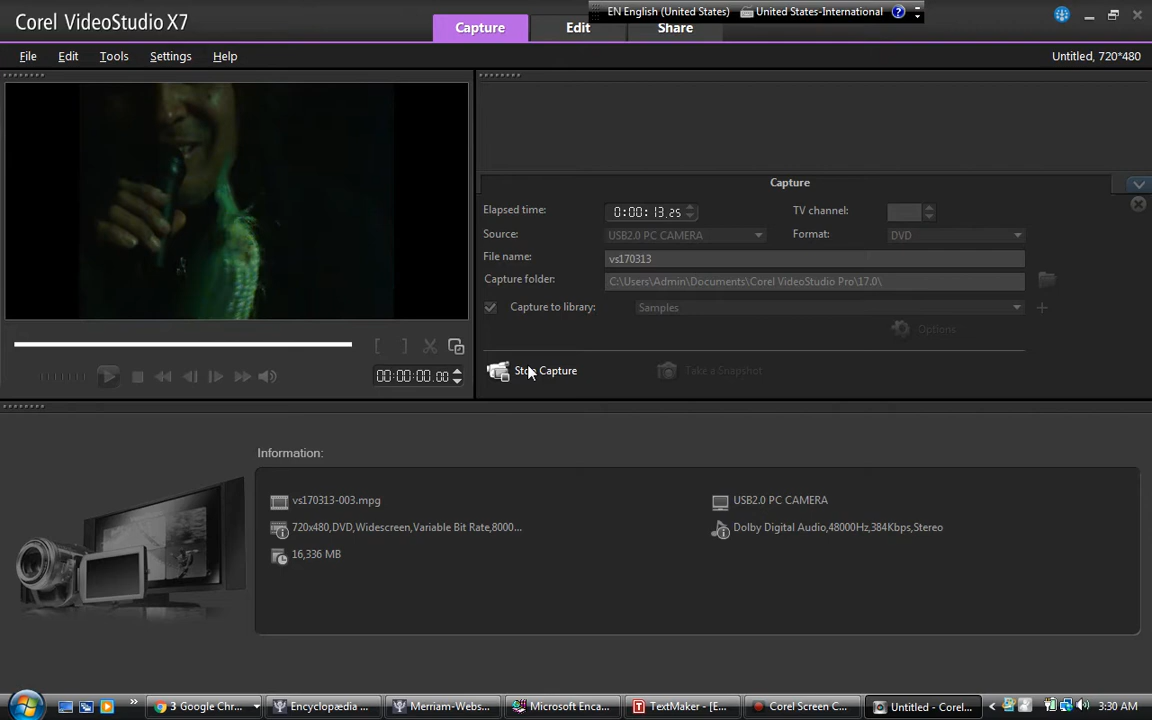 EN English (United States) United States-International ?
Corel VideoStudio X7
Capture Edit Share
File Edit Tools Settings Help Untitled, 720*480
Capture
Elapsed time: 0:00:13.25 TV channel:
Source: USB2.0 PC CAMERA Format: DVD
File name: vs170313
Capture folder: C:\Users\Admin\Documents\Corel VideoStudio Pro\17.0\
Capture to library: Samples
Options
Stop Capture Take a Snapshot
00:00:00.00
Information:
vs170313-003.mpg USB2.0 PC CAMERA
720x480,DVD,Widescreen,Variable Bit Rate,8000... Dolby Digital Audio,48000Hz,384Kbps,Stereo
16,336 MB
3 Google Chr... Encyclopædia ... Merriam-Webs... Microsoft Enca... TextMaker - [E... Corel Screen C... Untitled - Corel... 3:30 AM